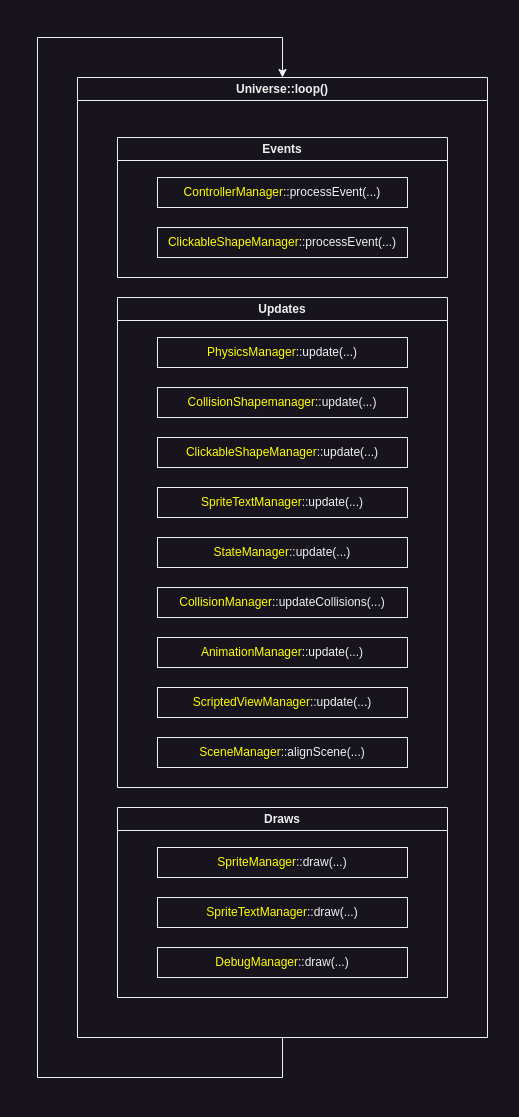 Universe::loop()
Events
ControllerManager::processEvent(...)
ClickableShapeManager::processEvent(...)
Updates
PhysicsManager::update(...)
CollisionShapemanager::update(...)
ClickableShapeManager::update(...)
SpriteTextManager::update(...)
StateManager::update(...)
CollisionManager::updateCollisions(...)
AnimationManager::update(...)
ScriptedViewManager::update(...)
SceneManager::alignScene(...)
Draws
SpriteManager::draw(...)
SpriteTextManager::draw(...)
DebugManager::draw(...)